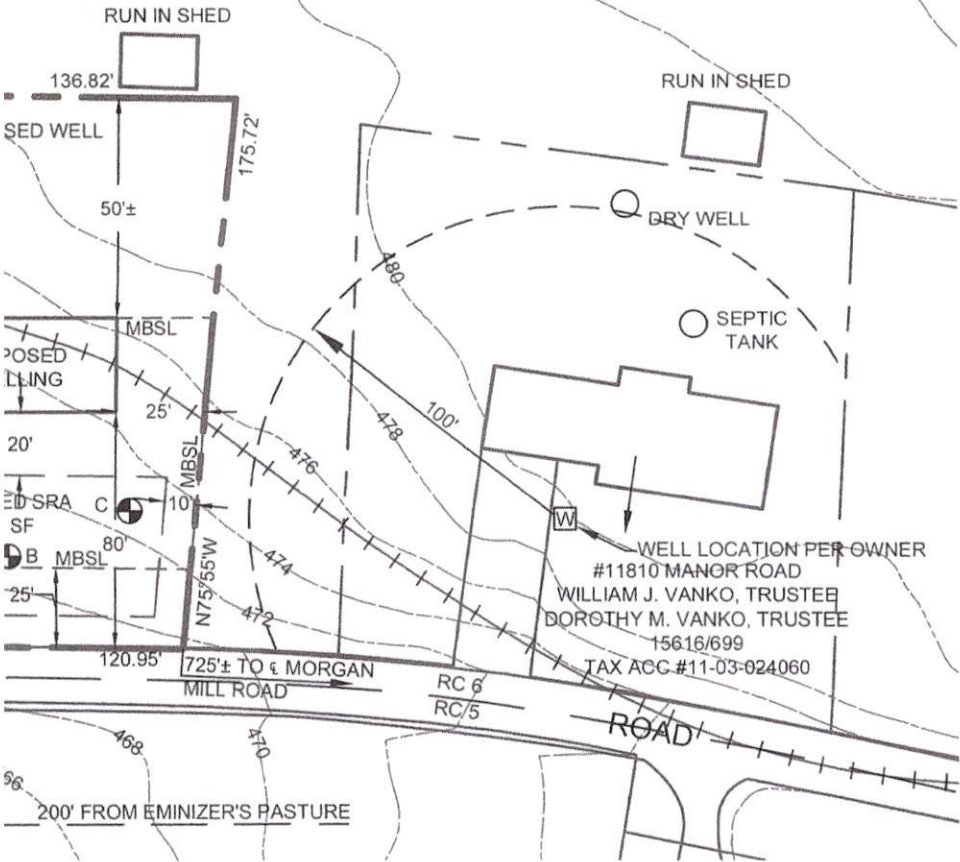 RUN IN SHED
136.82'
RUN IN SHED
SED WELL
175.72'
50'±
DRY WELL
480
SEPTIC
TANK
MBSL
POSED
LLING
25'
100'
478
20'
MBSL
476
ED SRA
SF
C
10'
W
B
MBSL
80'
WELL LOCATION PER OWNER
#11810 MANOR ROAD
WILLIAM J. VANKO, TRUSTEE
DOROTHY M. VANKO, TRUSTEE
15616/699
TAX ACC.#11-03-024060
25'
N75°55'W
474
472
120.95'
725'± TO ℄ MORGAN
MILL ROAD
RC 6
RC 5
ROAD
468
470
66
200' FROM EMINIZER'S PASTURE